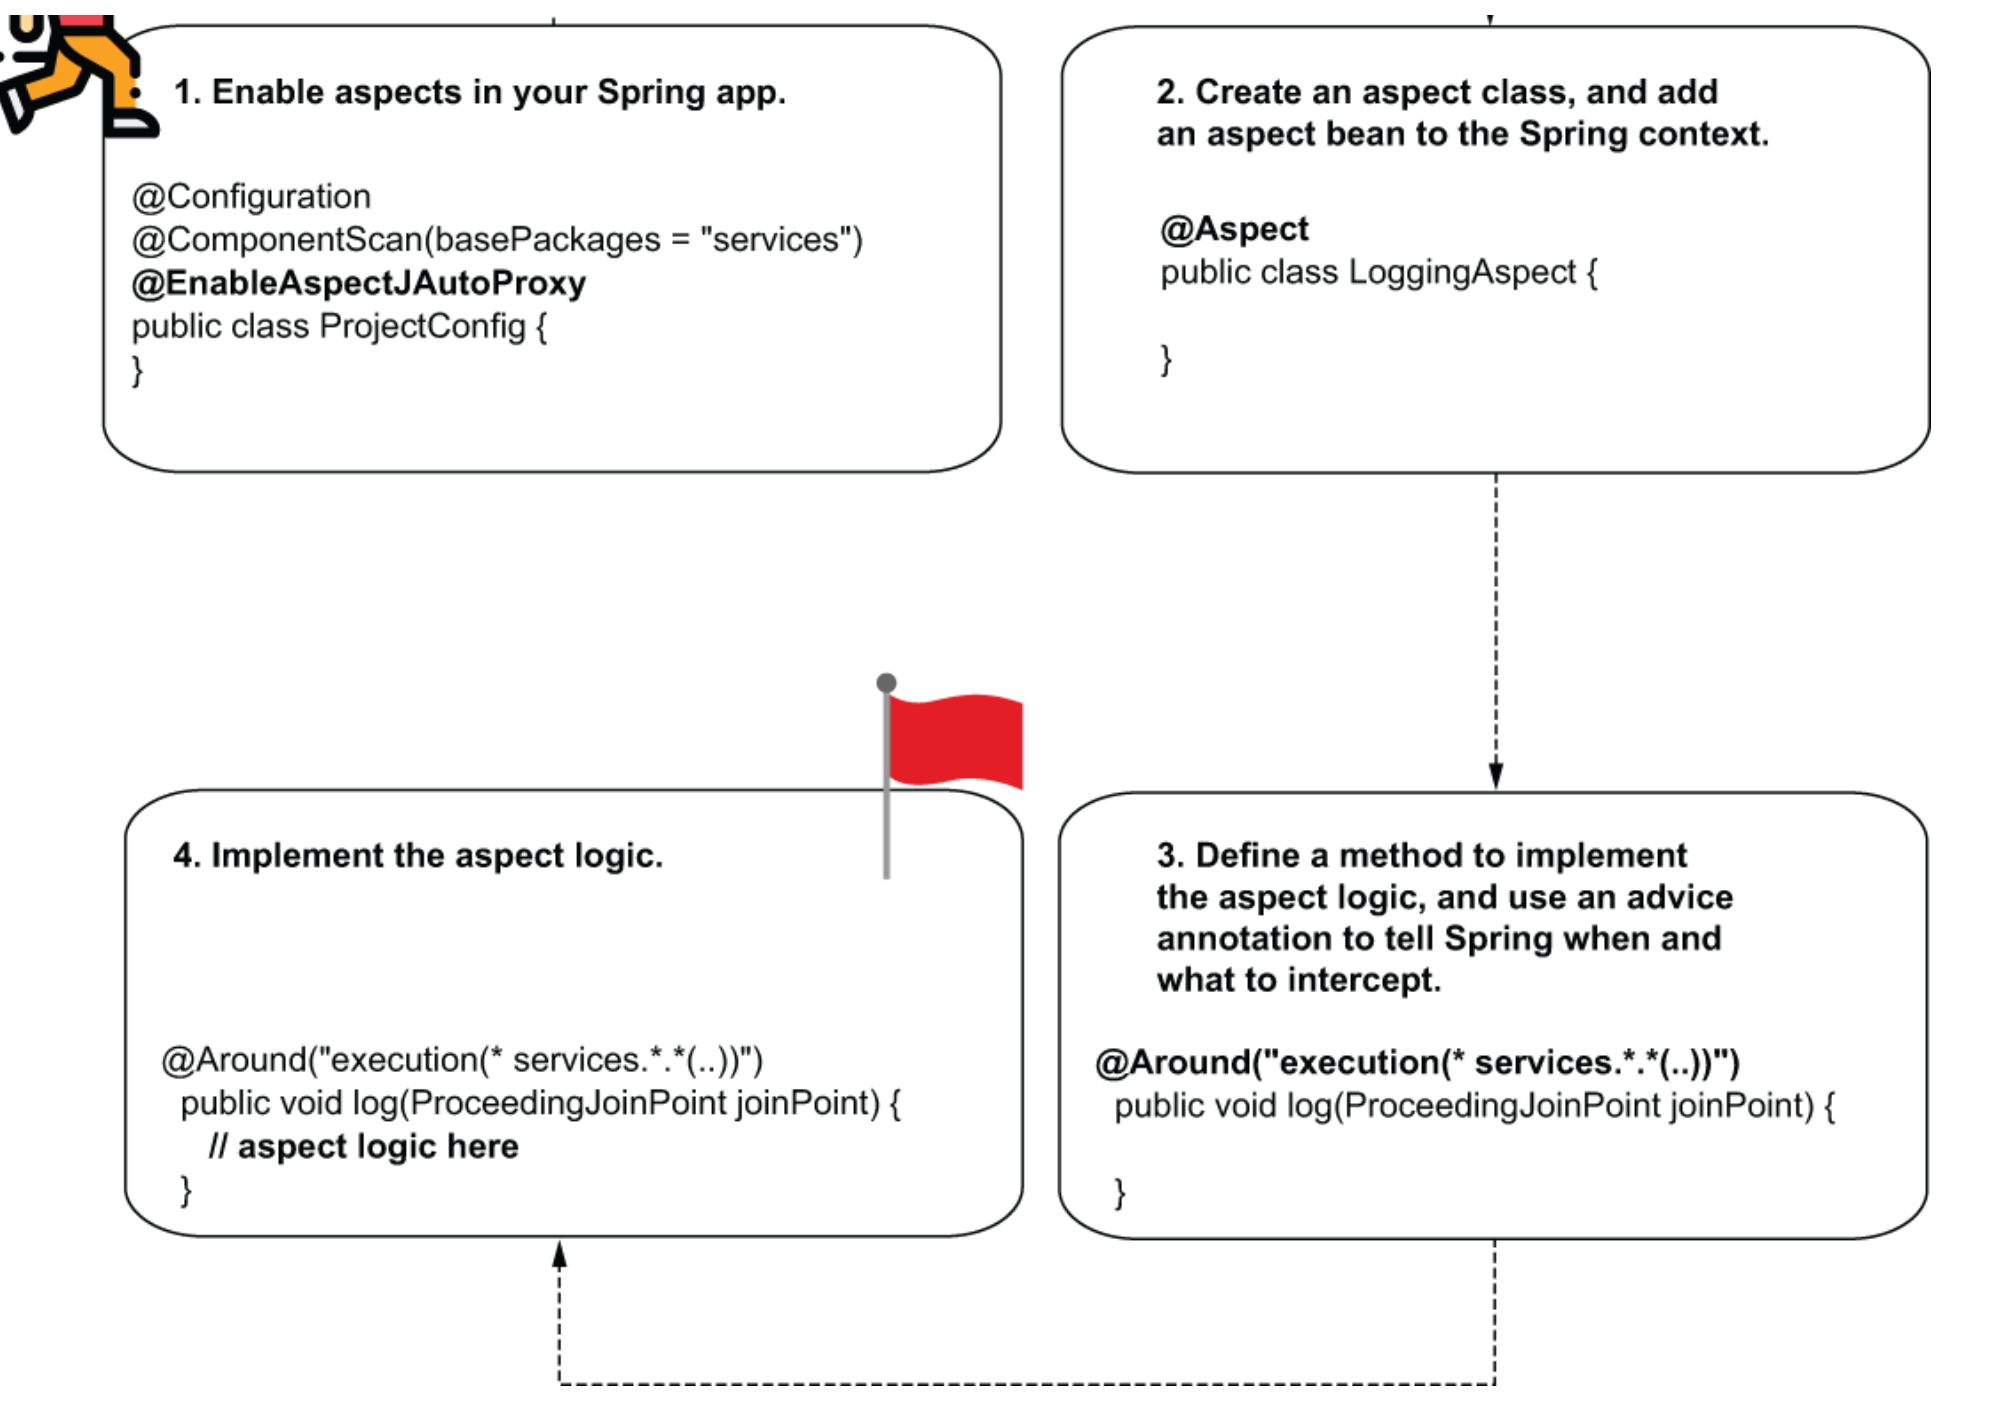 1. Enable aspects in your Spring app.
@Configuration
@ComponentScan(basePackages = "services")
@EnableAspectJAutoProxy
public class ProjectConfig {
}
2. Create an aspect class, and add
an aspect bean to the Spring context.
@Aspect
public class LoggingAspect {
}
3. Define a method to implement
the aspect logic, and use an advice
annotation to tell Spring when and
what to intercept.
@Around("execution(* services.*.*(..))")
public void log(ProceedingJoinPoint joinPoint) {
}
4. Implement the aspect logic.
@Around("execution(* services.*.*(..))")
public void log(ProceedingJoinPoint joinPoint) {
// aspect logic here
}